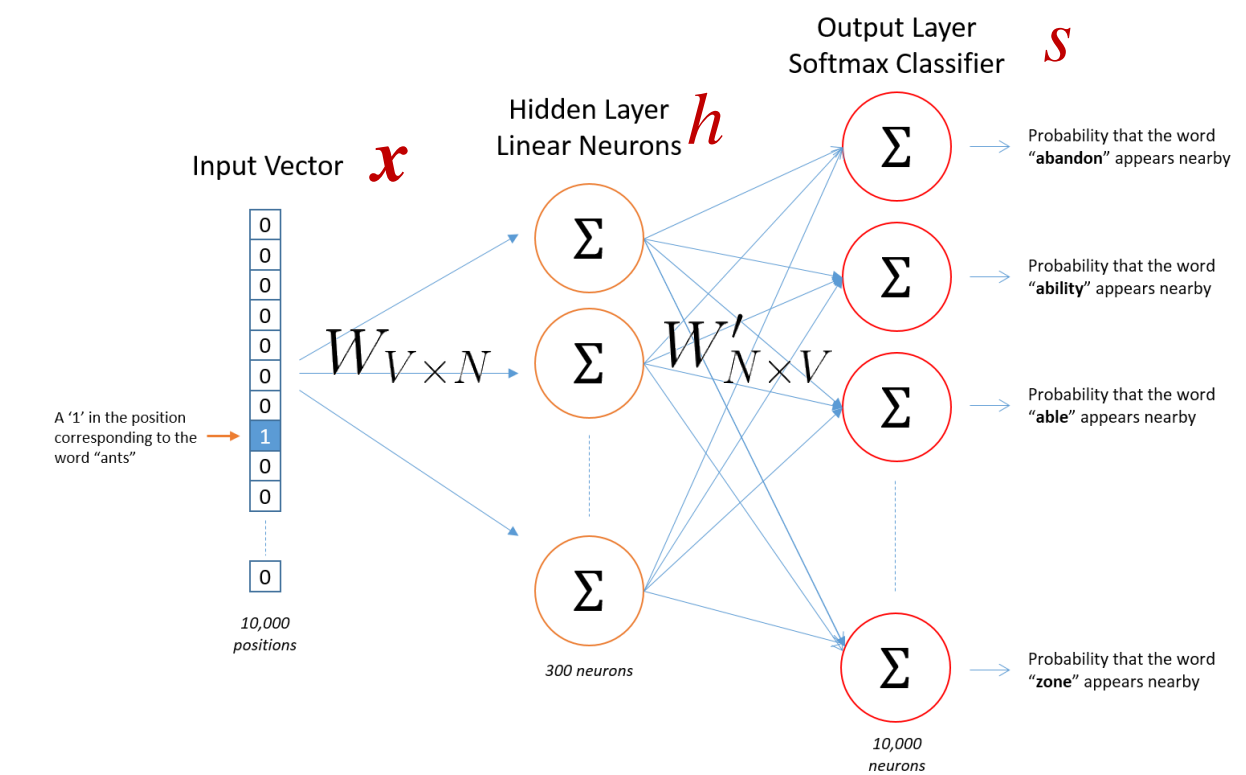 Output Layer
Softmax Classifier
s
Hidden Layer
Linear Neurons
h
Input Vector
x
0
0
0
0
0
0
0
1
0
0
0
A ‘1’ in the position
corresponding to the
word “ants”
10,000
positions
W_{V×N}
Σ
Σ
Σ
300 neurons
W′_{N×V}
Σ
Σ
Σ
Σ
10,000
neurons
Probability that the word
“abandon” appears nearby
Probability that the word
“ability” appears nearby
Probability that the word
“able” appears nearby
Probability that the word
“zone” appears nearby